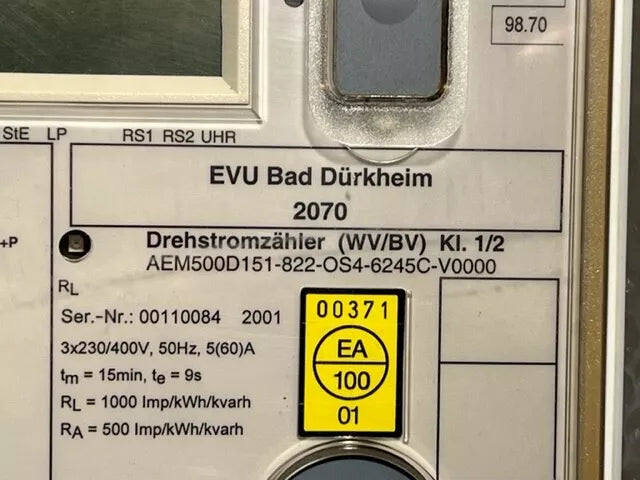 98.70
StE LP RS1 RS2 UHR
EVU Bad Dürkheim
2070
+P
Drehstromzähler (WV/BV) Kl. 1/2
AEM500D151-822-OS4-6245C-V0000
RL
Ser.-Nr.: 00110084 2001
00371
3x230/400V, 50Hz, 5(60)A
EA
tm = 15min, te = 9s
100
RL = 1000 Imp/kWh/kvarh
01
RA = 500 Imp/kWh/kvarh